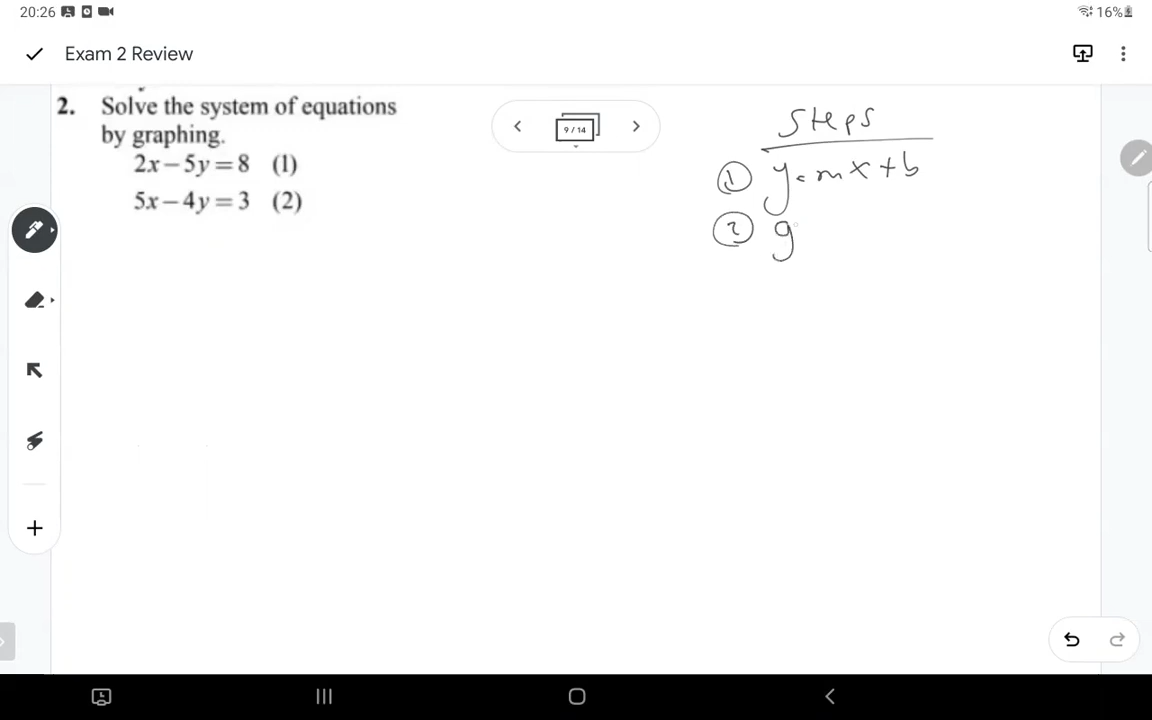 20:26
16%
Exam 2 Review
2. Solve the system of equations
by graphing.
2x – 5y = 8 (1)
5x – 4y = 3 (2)
9 / 14
Steps
① y = mx + b
② g